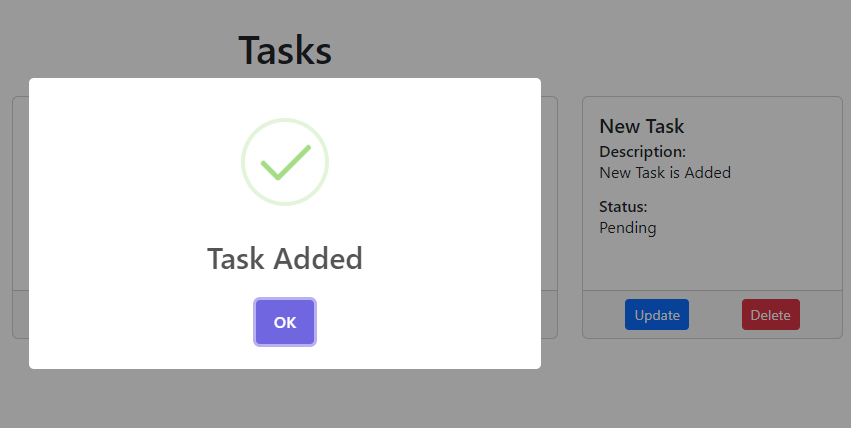 Tasks
Task Added
OK
New Task
Description:
New Task is Added
Status:
Pending
Update
Delete